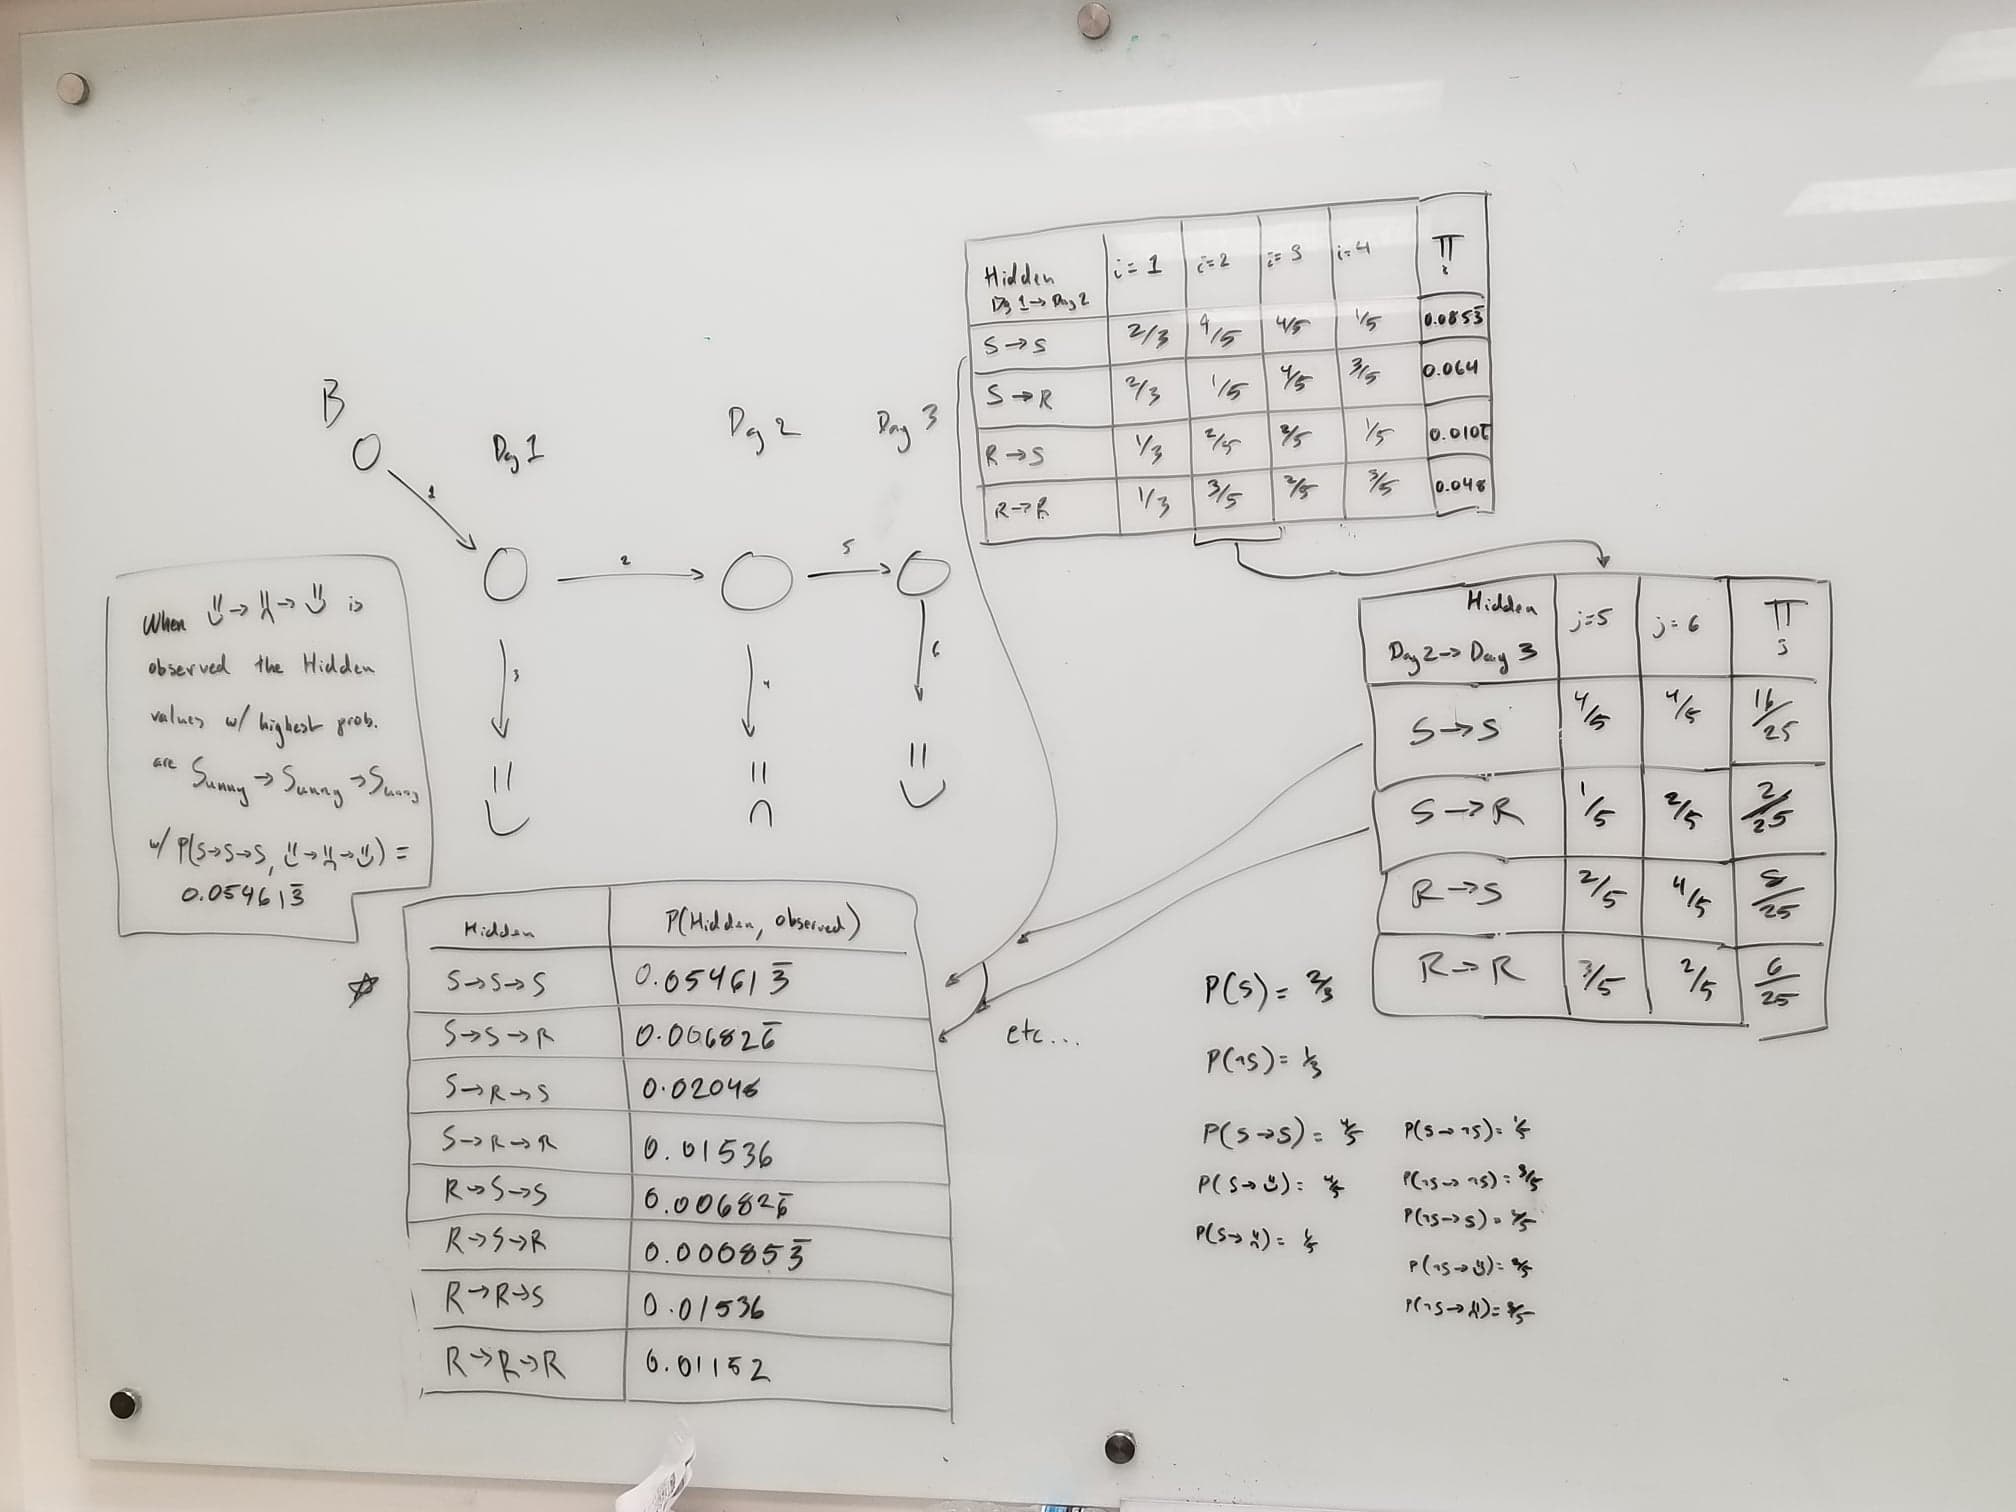 B
Day 1
Day 2
Day 3
1
2
5
3
4
6
When :) → :( → :) is
observed the Hidden
values w/ highest prob.
are Sunny → Sunny → Sunny
w/ P(S→S→S, :)→:(→:)) =
0.054613̄
Hidden
Day 1→Day 2 i=1 i=2 i=3 i=4 ∏ i
S→S 2/3 4/5 4/5 1/5 0.0853̄
S→R 2/3 1/5 4/5 3/5 0.064
R→S 1/3 2/5 2/5 1/5 0.0106̄
R→R 1/3 3/5 2/5 3/5 0.048
Hidden
Day 2→Day 3 j=5 j=6 ∏ j
S→S 4/5 4/5 16/25
S→R 1/5 2/5 2/25
R→S 2/5 4/5 8/25
R→R 3/5 2/5 6/25
Hidden P(Hidden, observed)
S→S→S 0.054613̄
S→S→R 0.006826̄
S→R→S 0.02048
S→R→R 0.01536
R→S→S 0.006826̄
R→S→R 0.000853̄
R→R→S 0.01536
R→R→R 0.01152
etc...
P(S) = 2/3
P(¬S) = 1/3
P(S→S) = 4/5 P(S→¬S) = 1/5
P(S→:)) = 4/5 P(¬S→¬S) = 3/5
P(S→:() = 1/5 P(¬S→S) = 2/5
P(¬S→:)) = 2/5
P(¬S→:() = 3/5